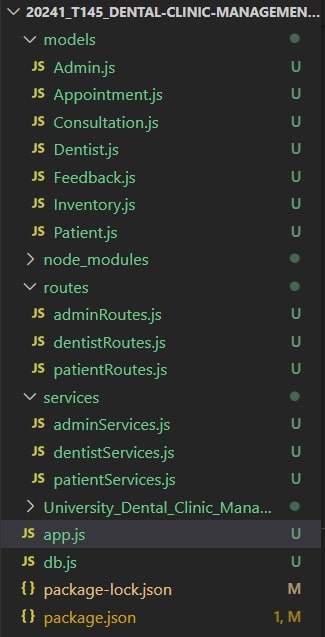 20241_T145_DENTAL-CLINIC-MANAGEMEN...
models
JS Admin.js U
JS Appointment.js U
JS Consultation.js U
JS Dentist.js U
JS Feedback.js U
JS Inventory.js U
JS Patient.js U
node_modules
routes
JS adminRoutes.js U
JS dentistRoutes.js U
JS patientRoutes.js U
services
JS adminServices.js U
JS dentistServices.js U
JS patientServices.js U
University_Dental_Clinic_Mana...
JS app.js U
JS db.js U
{} package-lock.json M
{} package.json 1, M